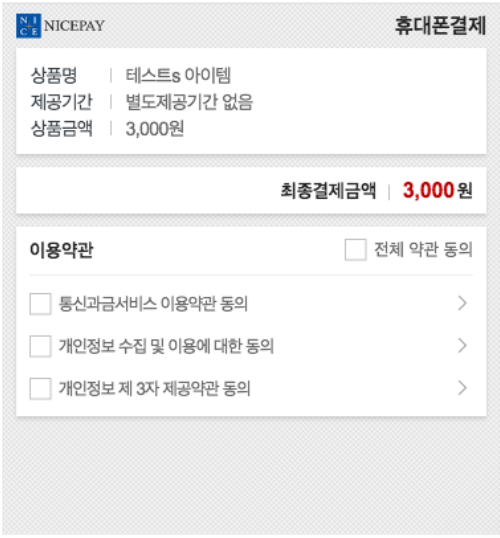 NICE NICEPAY 휴대폰결제
상품명 테스트s 아이템
제공기간 별도제공기간 없음
상품금액 3,000원
최종결제금액 3,000원
이용약관 전체 약관 동의
통신과금서비스 이용약관 동의
개인정보 수집 및 이용에 대한 동의
개인정보 제 3자 제공약관 동의